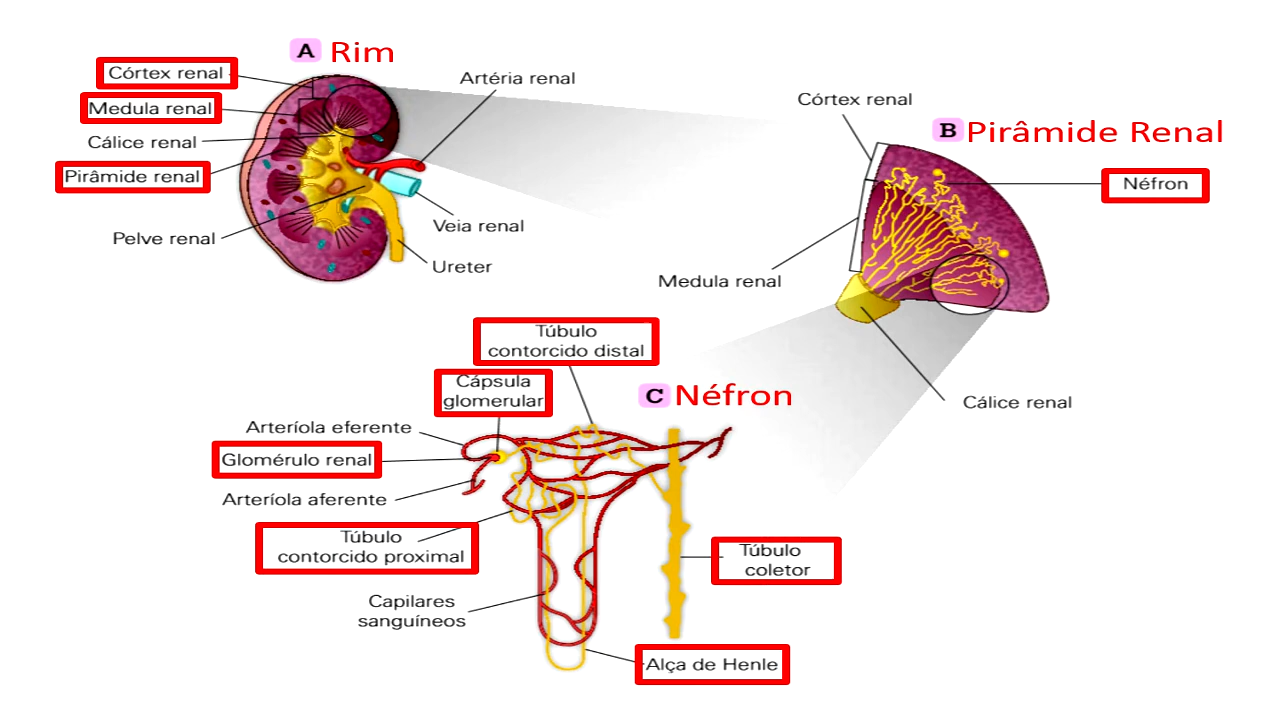 A Rim
Córtex renal
Medula renal
Cálice renal
Pirâmide renal
Pelve renal
Artéria renal
Veia renal
Ureter
B Pirâmide Renal
Córtex renal
Néfron
Medula renal
Cálice renal
C Néfron
Túbulo
contorcido distal
Cápsula
glomerular
Arteríola eferente
Glomérulo renal
Arteríola aferente
Túbulo
contorcido proximal
Túbulo
coletor
Capilares
sanguíneos
Alça de Henle